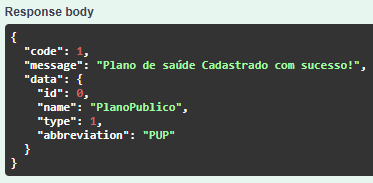 Response body
{
  "code": 1,
  "message": "Plano de saúde Cadastrado com sucesso!",
  "data": {
    "id": 0,
    "name": "PlanoPublico",
    "type": 1,
    "abbreviation": "PUP"
  }
}